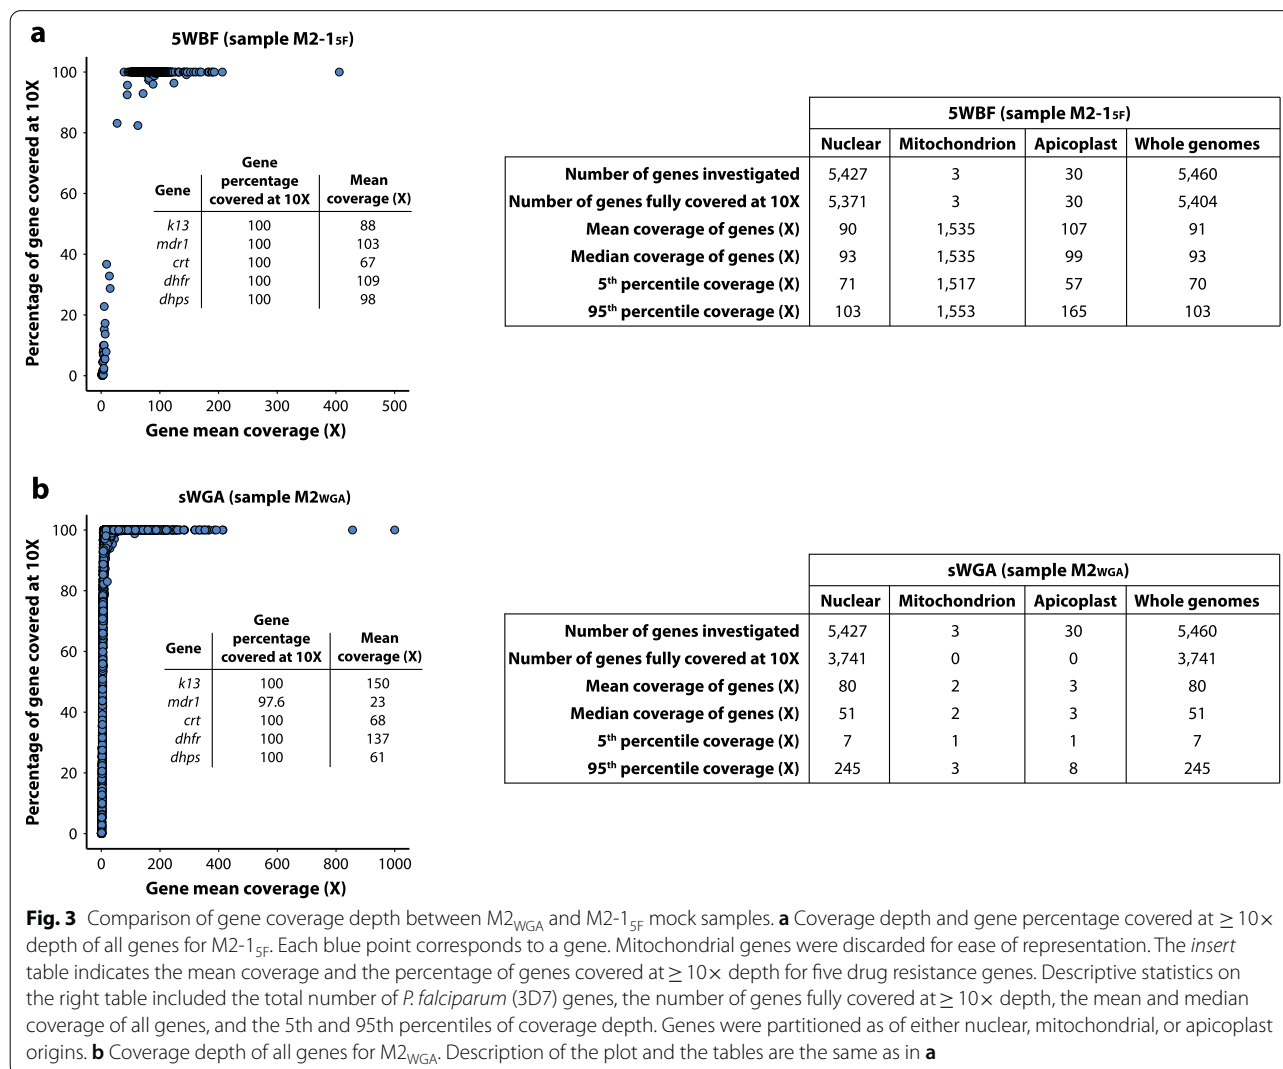 a
5WBF (sample M2-15F)
Percentage of gene covered at 10X
100
80
60
40
20
0
0 100 200 300 400 500
Gene mean coverage (X)
Gene Gene percentage covered at 10X Mean coverage (X)
k13 100 88
mdr1 100 103
crt 100 67
dhfr 100 109
dhps 100 98
5WBF (sample M2-15F)
Nuclear Mitochondrion Apicoplast Whole genomes
Number of genes investigated 5,427 3 30 5,460
Number of genes fully covered at 10X 5,371 3 30 5,404
Mean coverage of genes (X) 90 1,535 107 91
Median coverage of genes (X) 93 1,535 99 93
5th percentile coverage (X) 71 1,517 57 70
95th percentile coverage (X) 103 1,553 165 103
b
sWGA (sample M2WGA)
Percentage of gene covered at 10X
100
80
60
40
20
0
0 200 400 600 800 1000
Gene mean coverage (X)
Gene Gene percentage covered at 10X Mean coverage (X)
k13 100 150
mdr1 97.6 23
crt 100 68
dhfr 100 137
dhps 100 61
sWGA (sample M2WGA)
Nuclear Mitochondrion Apicoplast Whole genomes
Number of genes investigated 5,427 3 30 5,460
Number of genes fully covered at 10X 3,741 0 0 3,741
Mean coverage of genes (X) 80 2 3 80
Median coverage of genes (X) 51 2 3 51
5th percentile coverage (X) 7 1 1 7
95th percentile coverage (X) 245 3 8 245
Fig. 3 Comparison of gene coverage depth between M2WGA and M2-15F mock samples. a Coverage depth and gene percentage covered at ≥ 10×
depth of all genes for M2-15F. Each blue point corresponds to a gene. Mitochondrial genes were discarded for ease of representation. The insert
table indicates the mean coverage and the percentage of genes covered at ≥ 10× depth for five drug resistance genes. Descriptive statistics on
the right table included the total number of P. falciparum (3D7) genes, the number of genes fully covered at ≥ 10× depth, the mean and median
coverage of all genes, and the 5th and 95th percentiles of coverage depth. Genes were partitioned as of either nuclear, mitochondrial, or apicoplast
origins. b Coverage depth of all genes for M2WGA. Description of the plot and the tables are the same as in a